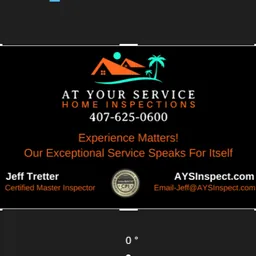 AT YOUR SERVICE
HOME INSPECTIONS
407-625-0600
Experience Matters!
Our Exceptional Service Speaks For Itself
Jeff Tretter
AYSInspect.com
Certified Master Inspector
Email-Jeff@AYSInspect.com
0 °